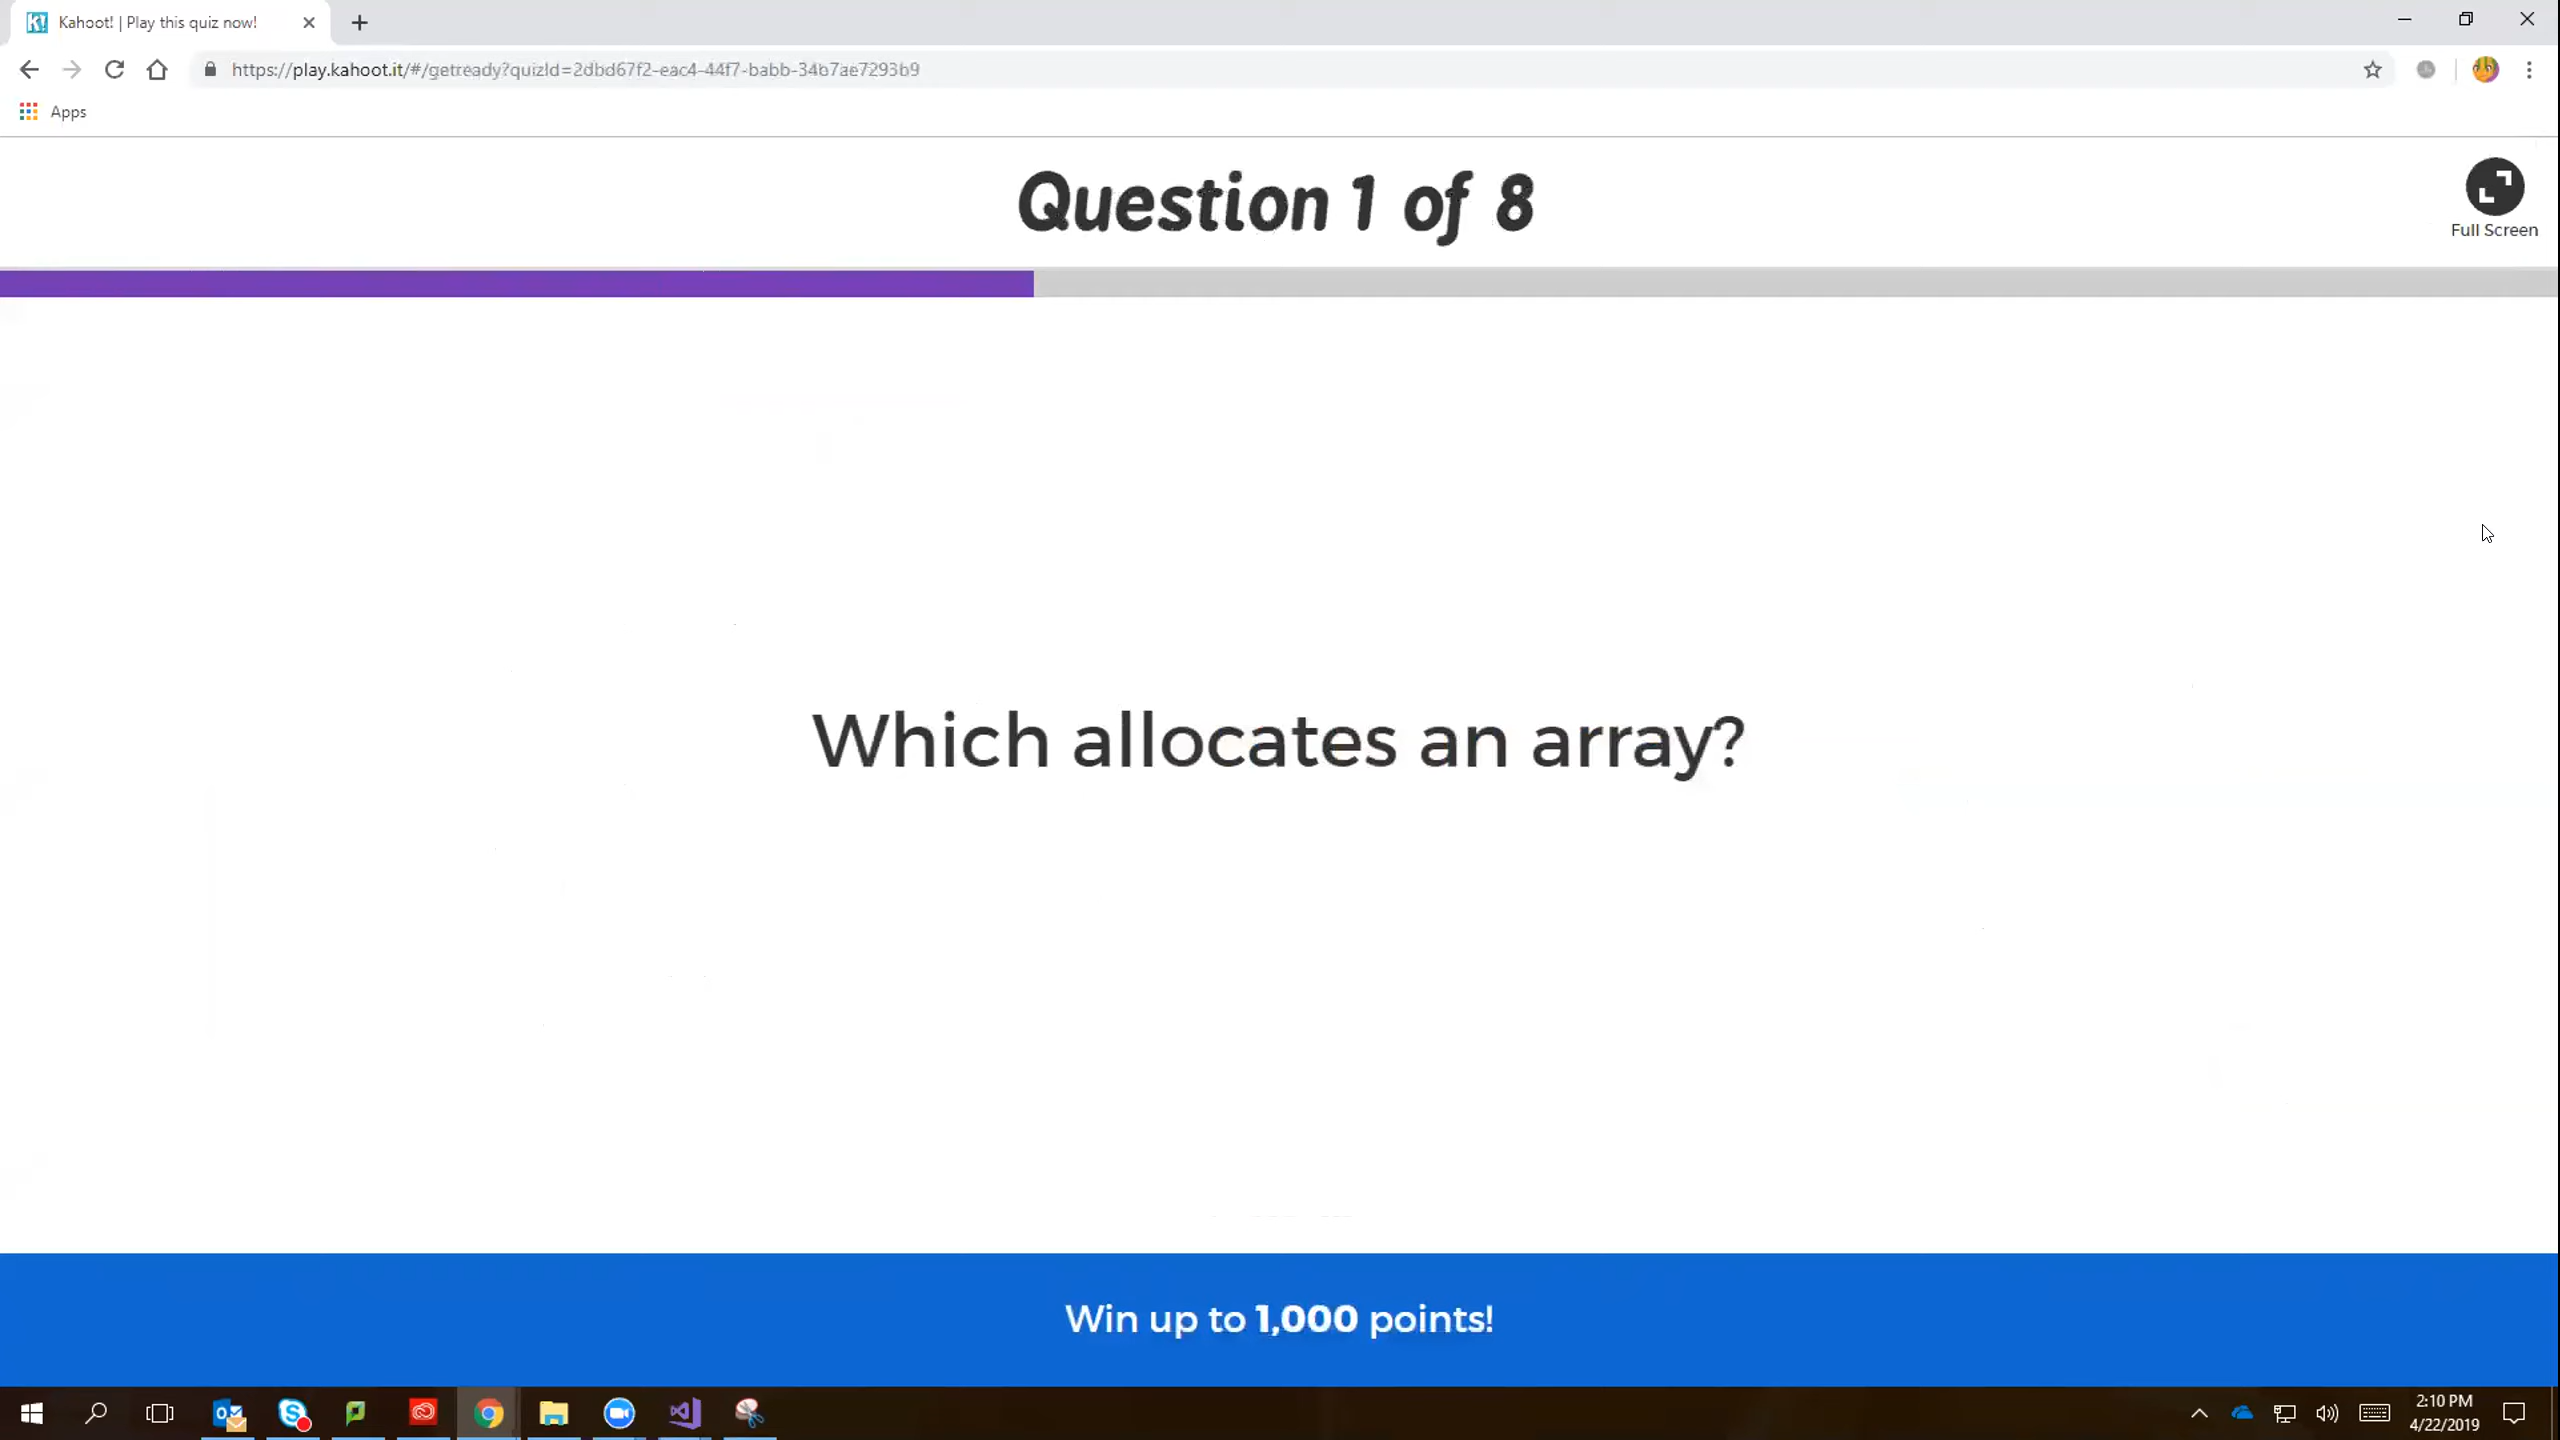 Kahoot! | Play this quiz now!
https://play.kahoot.it/#/getready?quizId=2dbd67f2-eac4-44f7-babb-34b7ae7293b9
Apps
Question 1 of 8
Full Screen
Which allocates an array?
Win up to 1,000 points!
2:10 PM
4/22/2019